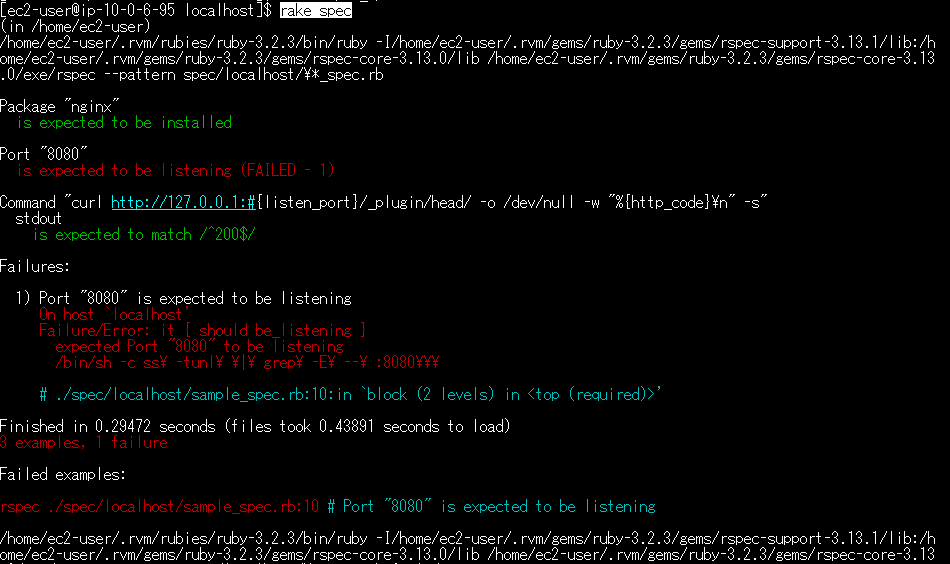 [ec2-user@ip-10-0-6-95 localhost]$ rake spec
(in /home/ec2-user)
/home/ec2-user/.rvm/rubies/ruby-3.2.3/bin/ruby -I/home/ec2-user/.rvm/gems/ruby-3.2.3/gems/rspec-support-3.13.1/lib:/h
ome/ec2-user/.rvm/gems/ruby-3.2.3/gems/rspec-core-3.13.0/lib /home/ec2-user/.rvm/gems/ruby-3.2.3/gems/rspec-core-3.13
.0/exe/rspec --pattern spec/localhost/¥*_spec.rb
Package "nginx"
is expected to be installed
Port "8080"
is expected to be listening (FAILED - 1)
Command "curl http://127.0.0.1:#{listen_port}/_plugin/head/ -o /dev/null -w "%{http_code}¥n" -s"
stdout
is expected to match /^200$/
Failures:
1) Port "8080" is expected to be listening
On host `localhost'
Failure/Error: it { should be_listening }
expected Port "8080" to be listening
/bin/sh -c ss¥ -tunl¥ ¥|¥ grep¥ -E¥ --¥ :8080¥¥¥
# ./spec/localhost/sample_spec.rb:10:in `block (2 levels) in <top (required)>'
Finished in 0.29472 seconds (files took 0.43891 seconds to load)
3 examples, 1 failure
Failed examples:
rspec ./spec/localhost/sample_spec.rb:10 # Port "8080" is expected to be listening
/home/ec2-user/.rvm/rubies/ruby-3.2.3/bin/ruby -I/home/ec2-user/.rvm/gems/ruby-3.2.3/gems/rspec-support-3.13.1/lib:/h
ome/ec2-user/.rvm/gems/ruby-3.2.3/gems/rspec-core-3.13.0/lib /home/ec2-user/.rvm/gems/ruby-3.2.3/gems/rspec-core-3.13